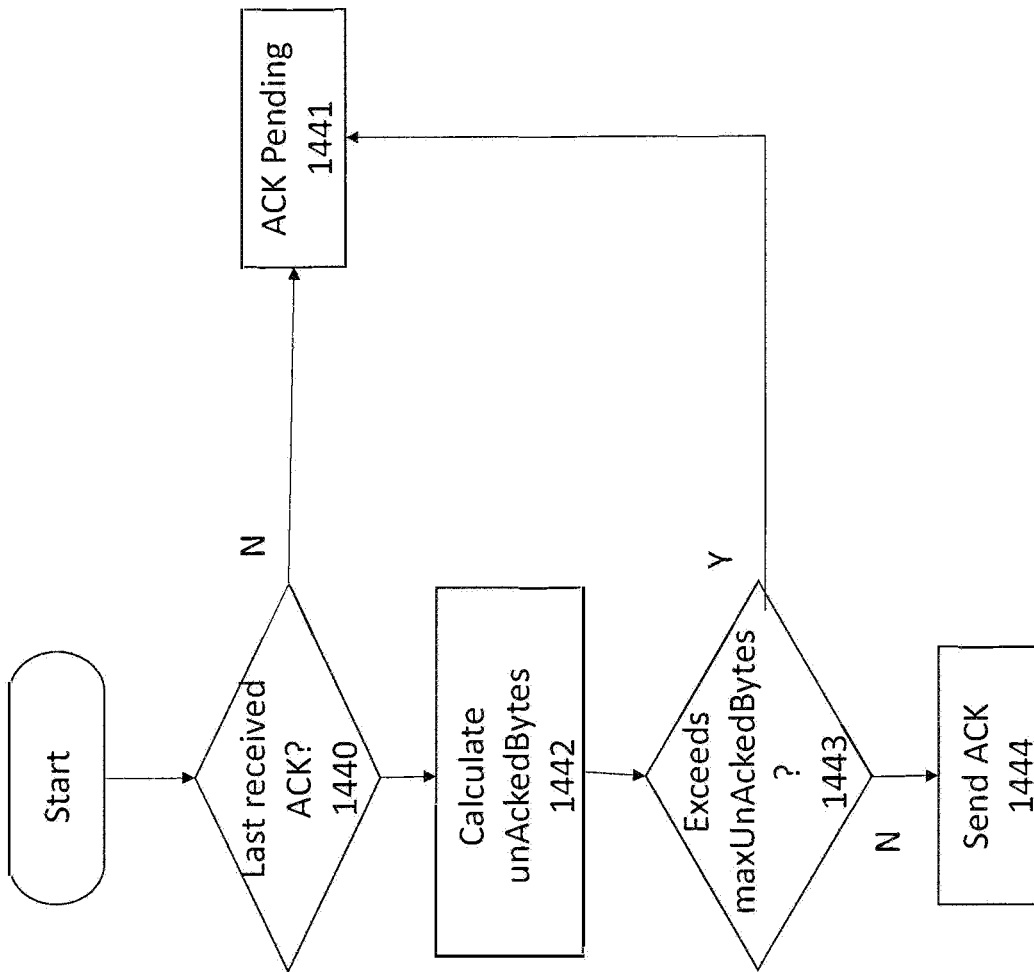 Start
Last received
ACK?
1440
N
ACK Pending
1441
Calculate
unAckedBytes
1442
Exceeds
maxUnAckedBytes
?
1443
Y
N
Send ACK
1444